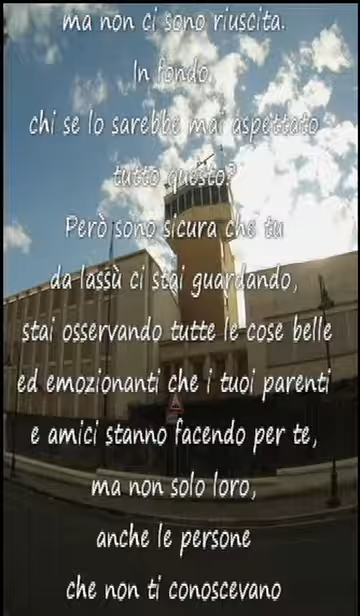 ma non ci sono riuscita.
In fondo,
chi se lo sarebbe mai aspettato
tutto questo?
Però sono sicura che tu
da lassù ci stai guardando,
stai osservando tutte le cose belle
ed emozionanti che i tuoi parenti
e amici stanno facendo per te,
ma non solo loro,
anche le persone
che non ti conoscevano